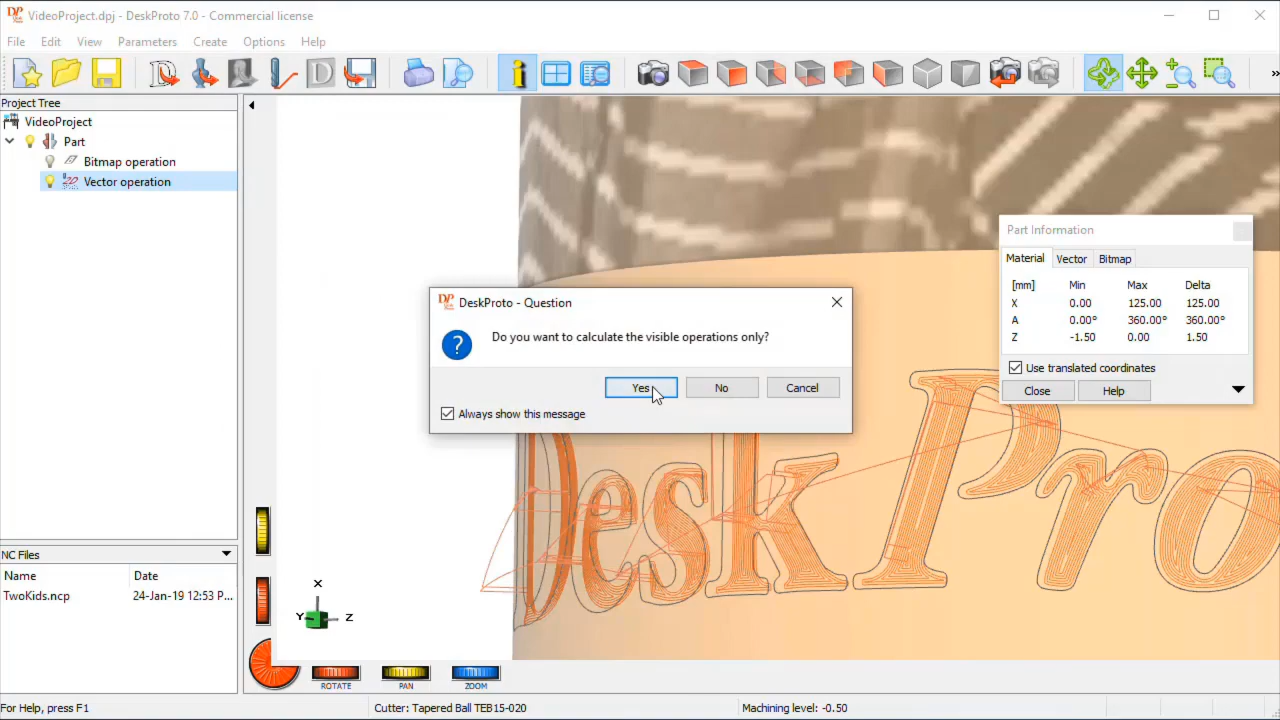 VideoProject.dpj - DeskProto 7.0 - Commercial license
File Edit View Parameters Create Options Help
Project Tree
VideoProject
Part
Bitmap operation
Vector operation
Part Information
Material Vector Bitmap
[mm] Min Max Delta
X 0.00 125.00 125.00
A 0.00° 360.00° 360.00°
Z -1.50 0.00 1.50
Use translated coordinates
Close Help
DeskProto - Question
Do you want to calculate the visible operations only?
Yes No Cancel
Always show this message
Desk Pro
NC Files
Name Date
TwoKids.ncp 24-Jan-19 12:53 P...
X
Y Z
ROTATE PAN ZOOM
For Help, press F1 Cutter: Tapered Ball TEB15-020 Machining level: -0.50